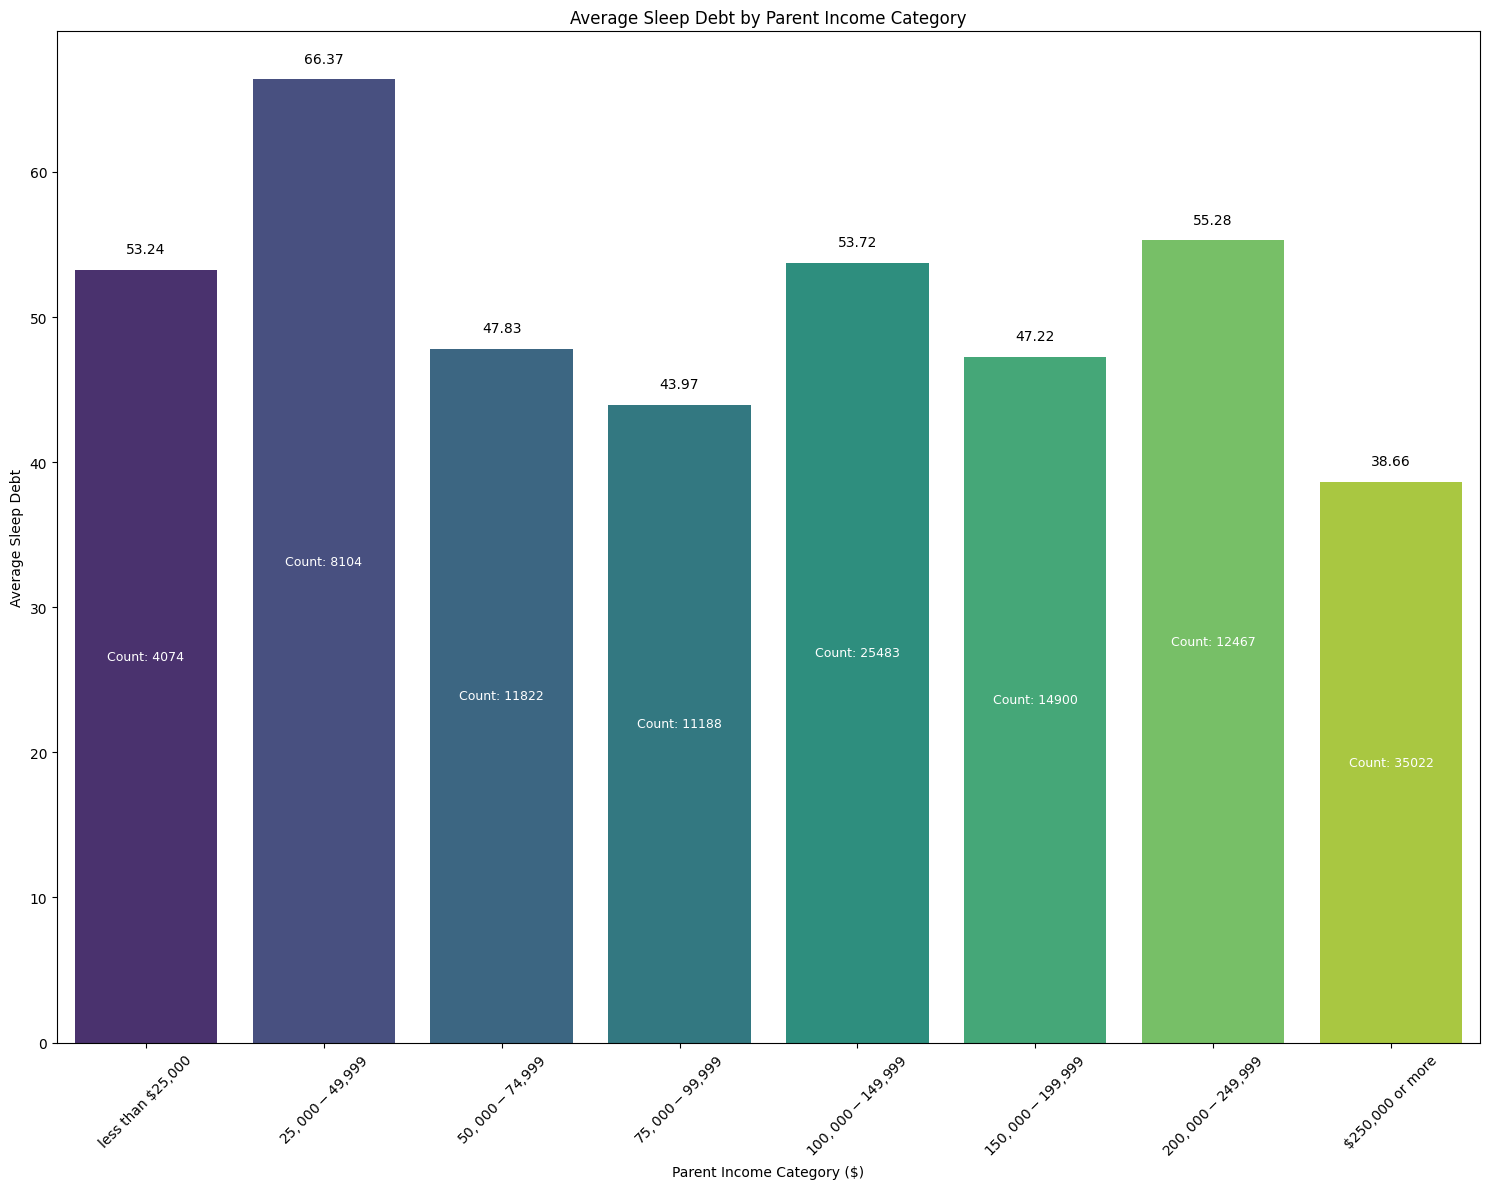 Average Sleep Debt by Parent Income Category
66.37
60
55.28
53.24
53.72
50
47.83
47.22
43.97
40
38.66
Average Sleep Debt
Count: 8104
30
Count: 4074
Count: 25483
Count: 12467
Count: 11822
Count: 14900
Count: 11188
20
Count: 35022
10
0
less than $25,000
25,000 − 49,999
50,000 − 74,999
75,000 − 99,999
100,000 − 149,999
150,000 − 199,999
200,000 − 249,999
$250,000 or more
Parent Income Category ($)